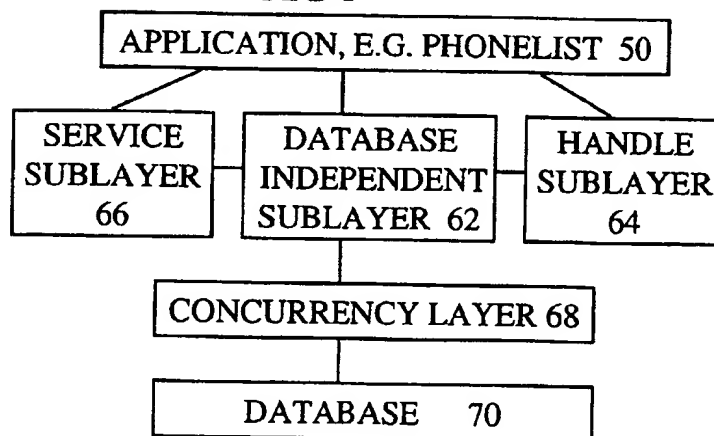 APPLICATION, E.G. PHONELIST 50
SERVICE
SUBLAYER
66
DATABASE
INDEPENDENT
SUBLAYER 62
HANDLE
SUBLAYER
64
CONCURRENCY LAYER 68
DATABASE 70